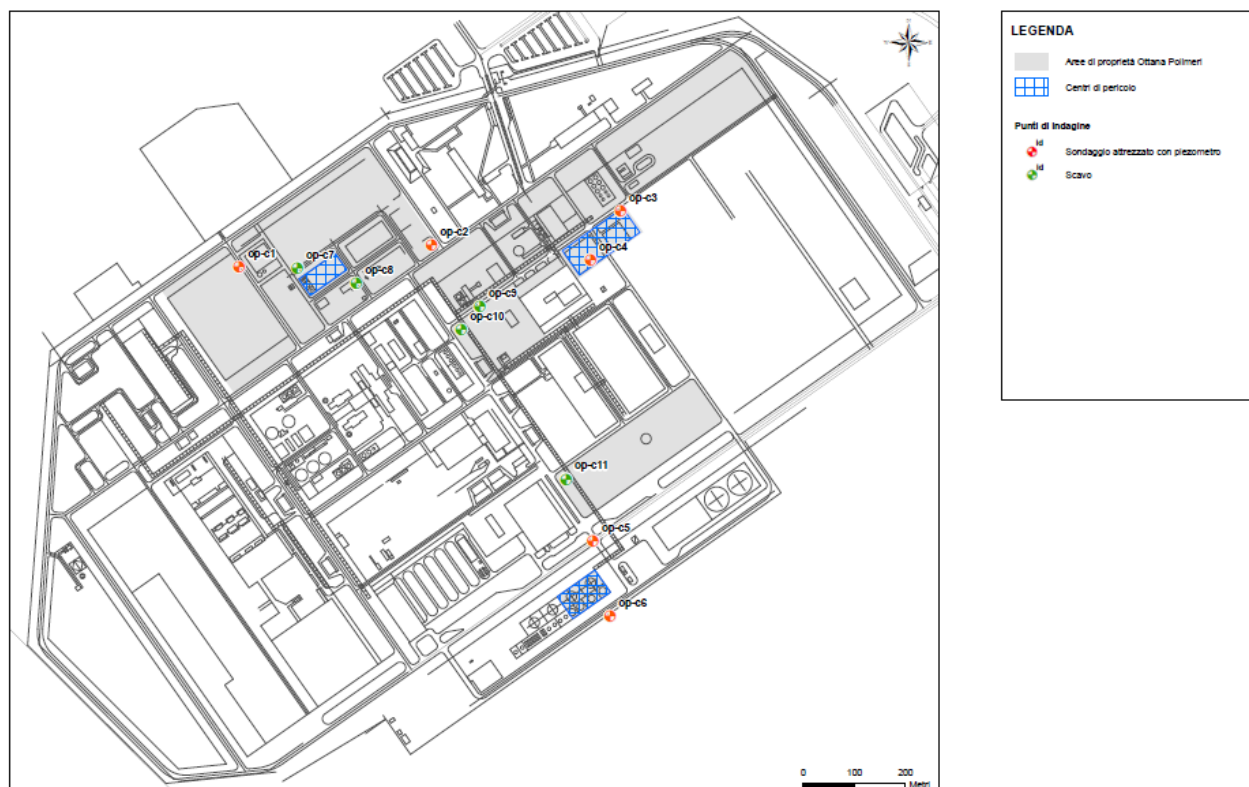 op-c3
op-c2
op-c1
op-c7
op-c4
op-c8
op-c9
op-c10
op-c11
op-c5
op-c6
0 100 200
Metri
LEGENDA
Aree di proprietà Ottana Polimeri
Centri di pericolo
Punti di Indagine
id
Sondaggio attrezzato con piezometro
id
Scavo